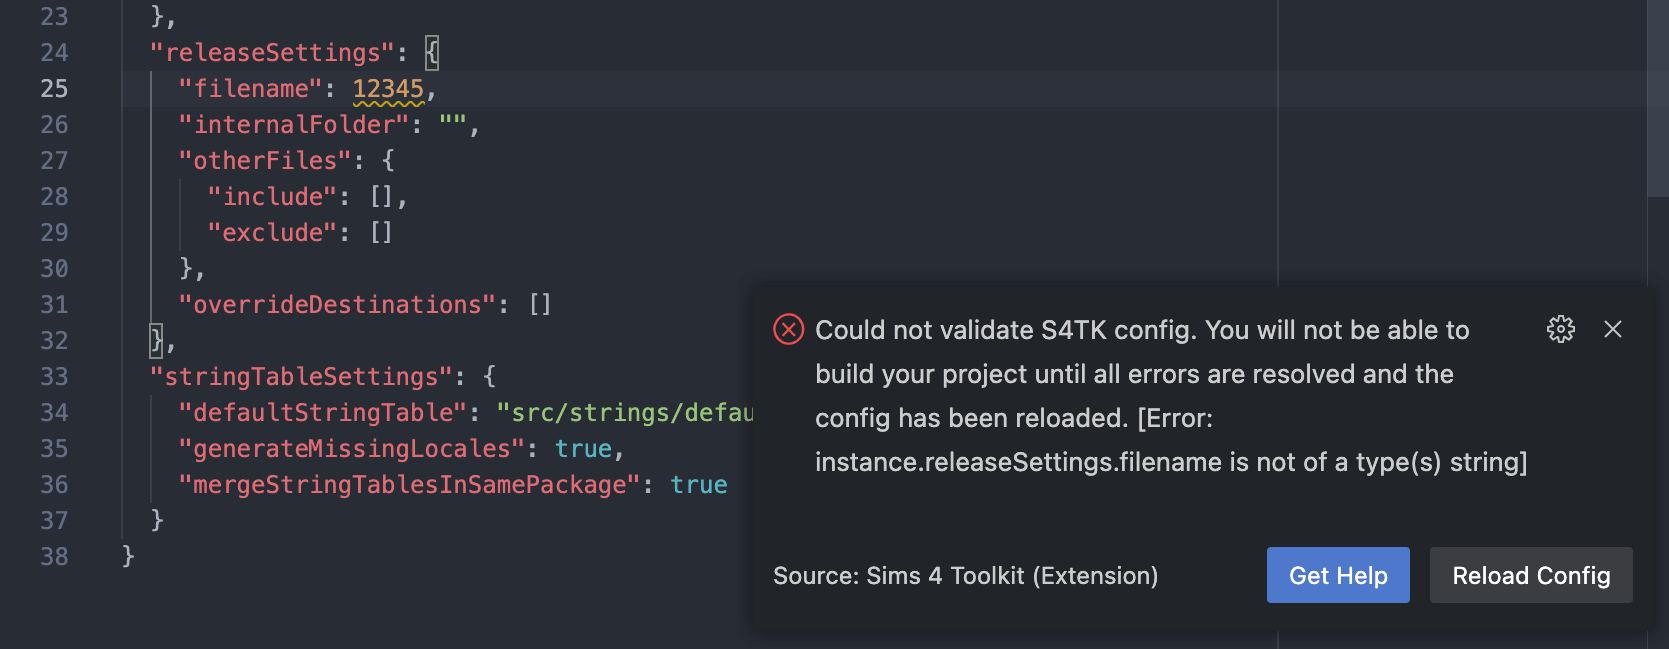 23 },
24 "releaseSettings": {
25 "filename": 12345,
26 "internalFolder": "",
27 "otherFiles": {
28 "include": [],
29 "exclude": []
30 },
31 "overrideDestinations": []
32 },
33 "stringTableSettings": {
34 "defaultStringTable": "src/strings/defau
35 "generateMissingLocales": true,
36 "mergeStringTablesInSamePackage": true
37 }
38 }
Could not validate S4TK config. You will not be able to
build your project until all errors are resolved and the
config has been reloaded. [Error:
instance.releaseSettings.filename is not of a type(s) string]
Source: Sims 4 Toolkit (Extension)
Get Help
Reload Config